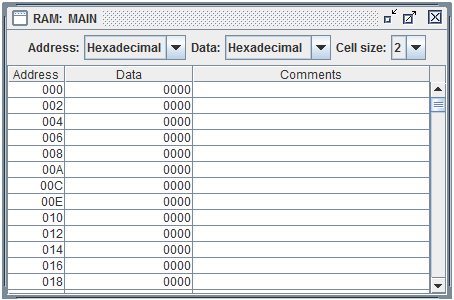 RAM: MAIN
Address: Hexadecimal Data: Hexadecimal Cell size: 2
Address Data Comments
000 0000
002 0000
004 0000
006 0000
008 0000
00A 0000
00C 0000
00E 0000
010 0000
012 0000
014 0000
016 0000
018 0000